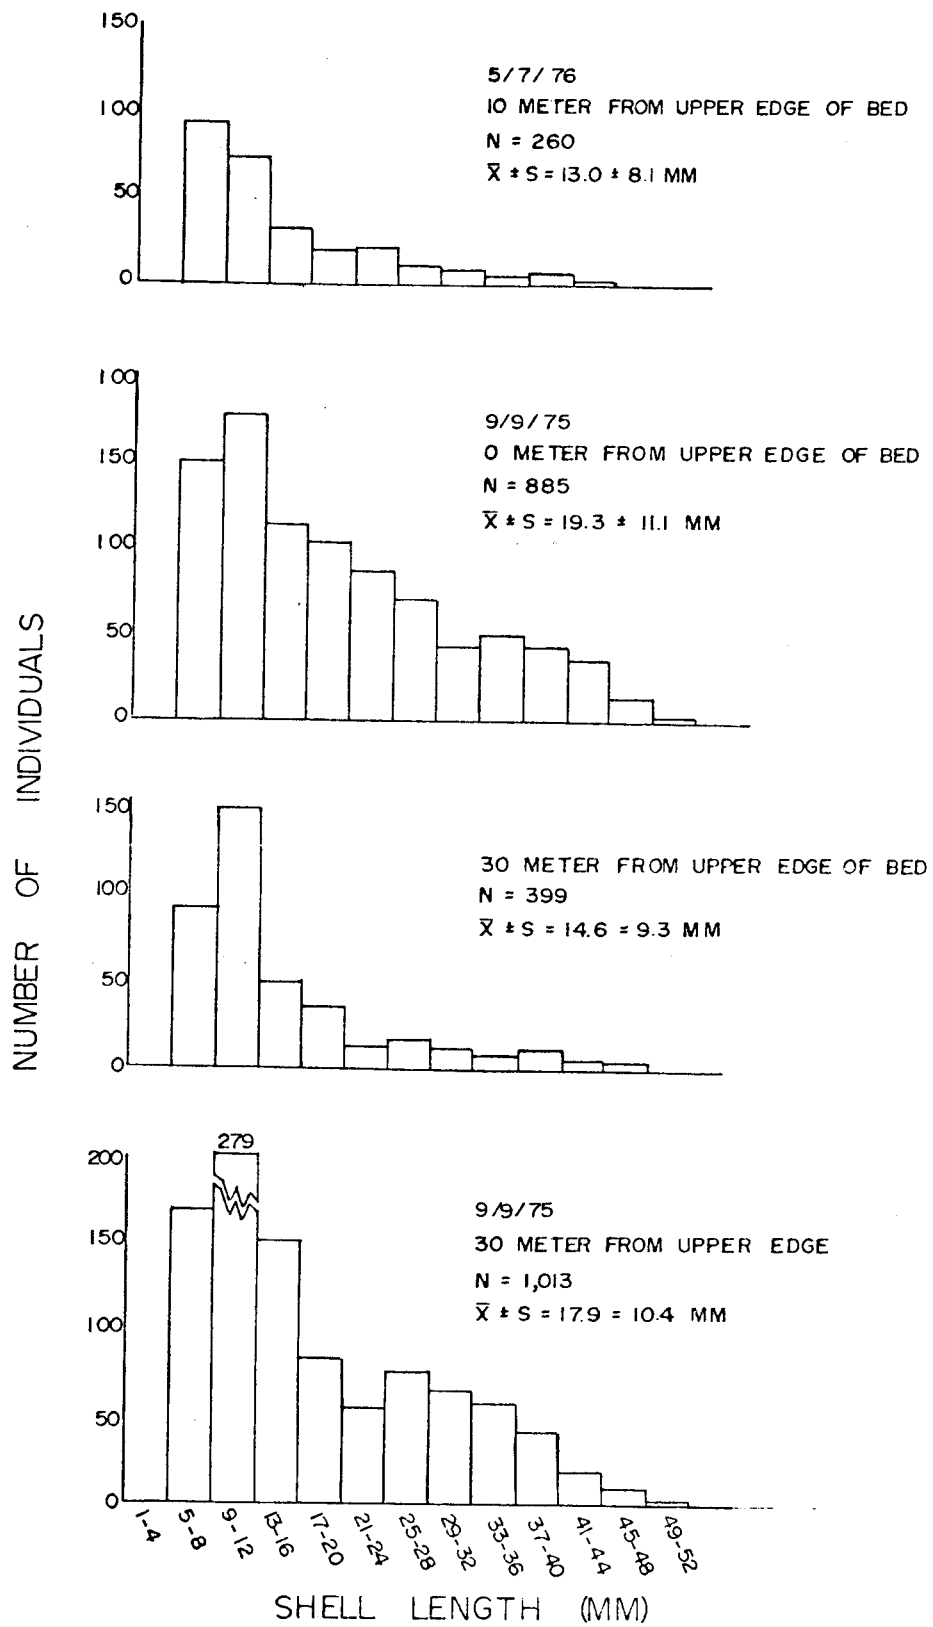 150
100
50
0
5/7/76
10 METER FROM UPPER EDGE OF BED
N = 260
X̅ ± S = 13.0 ± 8.1 MM
100
150
100
50
0
9/9/75
0 METER FROM UPPER EDGE OF BED
N = 885
X̅ ± S = 19.3 ± 11.1 MM
NUMBER OF INDIVIDUALS
150
100
50
0
30 METER FROM UPPER EDGE OF BED
N = 399
X̅ ± S = 14.6 = 9.3 MM
279
200
150
100
50
0
9/9/75
30 METER FROM UPPER EDGE
N = 1,013
X̅ ± S = 17.9 = 10.4 MM
1-4 5-8 9-12 13-16 17-20 21-24 25-28 29-32 33-36 37-40 41-44 45-48 49-52
SHELL LENGTH (MM)